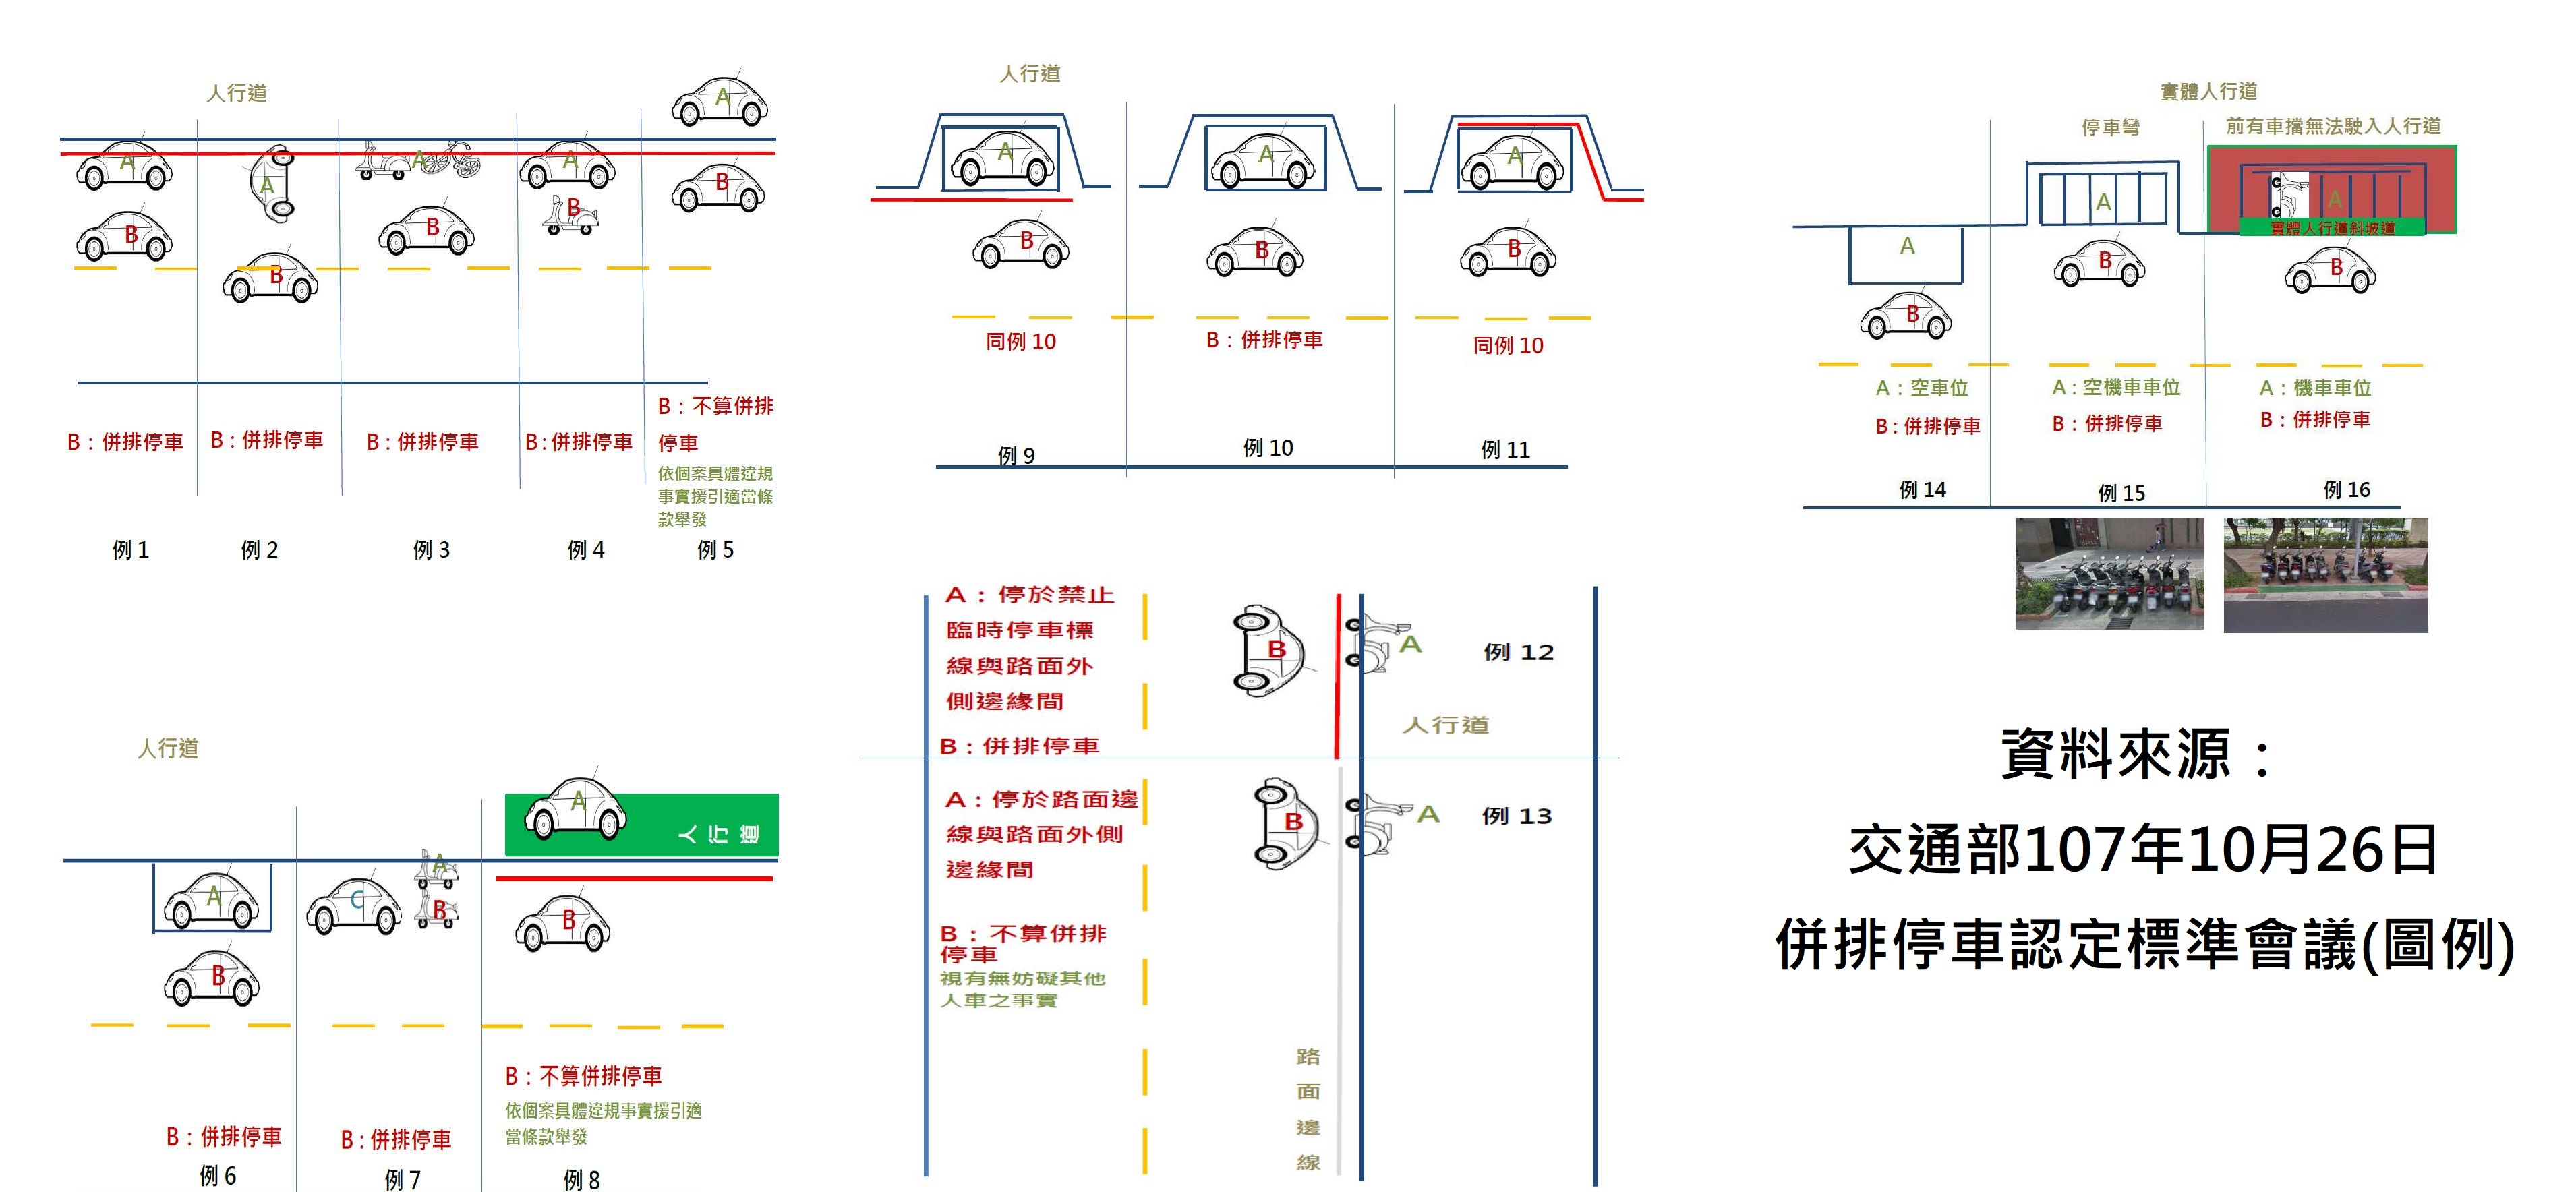 人行道
A
A
A
A
A
B
B
B
B
B
B：併排停車
B：併排停車
B：併排停車
B：併排停車
B：不算併排
停車
依個案具體違規
事實援引適當條
款舉發
例 1
例 2
例 3
例 4
例 5
人行道
A
A
A
B
B
B
同例 10
B：併排停車
同例 10
例 9
例 10
例 11
實體人行道
停車彎
前有車擋無法駛入人行道
A
A
A
實體人行道斜坡道
B
B
B
A：空車位
A：空機車車位
A：機車車位
B：併排停車
B：併排停車
B：併排停車
例 14
例 15
例 16
人行道
A
C
A
B
A
人行道
B
B
B：併排停車
B：併排停車
B：不算併排停車
依個案具體違規事實援引適
當條款舉發
例 6
例 7
例 8
A：停於禁止
臨時停車標
線與路面外
側邊緣間
B：併排停車
B
A
例 12
人行道
A：停於路面邊
線與路面外側
邊緣間
B：不算併排
停車
視有無妨礙其他
人車之事實
B
A
例 13
路面邊線
資料來源：
交通部107年10月26日
併排停車認定標準會議(圖例)